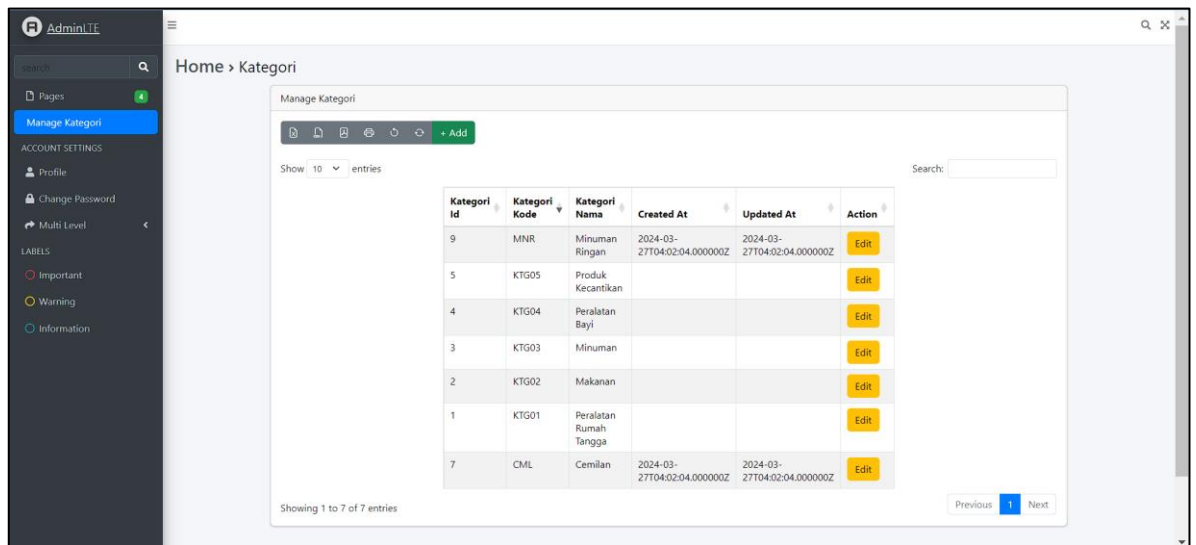 AdminLTE
search
Home › Kategori
Pages 4
Manage Kategori
ACCOUNT SETTINGS
Profile
Change Password
Multi Level
LABELS
Important
Warning
Information
Manage Kategori
+ Add
Show 10 entries
Search:
Kategori Id Kategori Kode Kategori Nama Created At Updated At Action
9 MNR Minuman Ringan 2024-03-27T04:02:04.000000Z 2024-03-27T04:02:04.000000Z Edit
5 KTG05 Produk Kecantikan Edit
4 KTG04 Peralatan Bayi Edit
3 KTG03 Minuman Edit
2 KTG02 Makanan Edit
1 KTG01 Peralatan Rumah Tangga Edit
7 CML Cemilan 2024-03-27T04:02:04.000000Z 2024-03-27T04:02:04.000000Z Edit
Showing 1 to 7 of 7 entries
Previous 1 Next